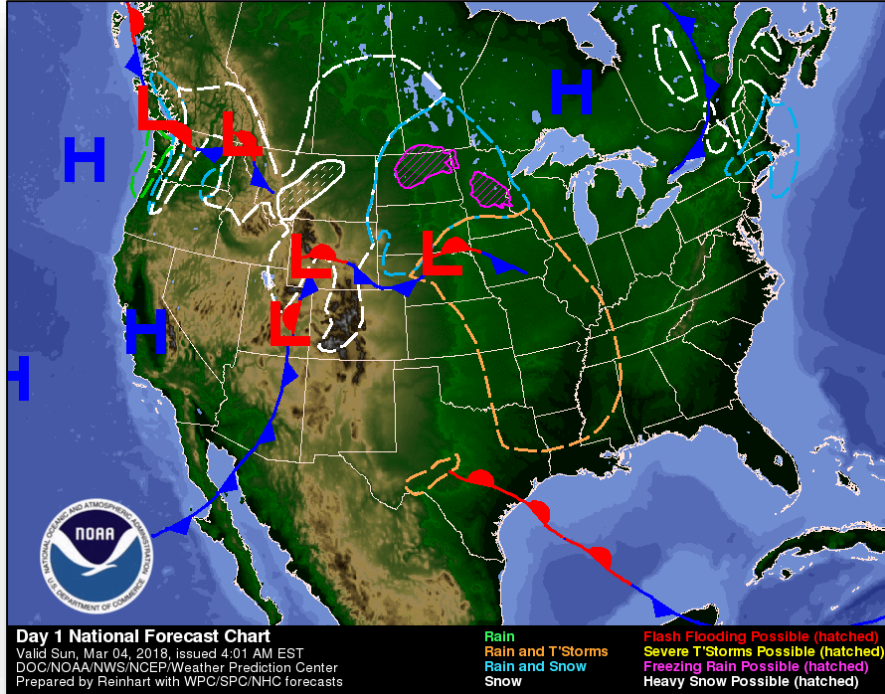 L
L
H
H
L
L
L
H
H
NATIONAL OCEANIC AND ATMOSPHERIC ADMINISTRATION
NOAA
U.S. DEPARTMENT OF COMMERCE
Day 1 National Forecast Chart
Valid Sun, Mar 04, 2018, issued 4:01 AM EST
DOC/NOAA/NWS/NCEP/Weather Prediction Center
Prepared by Reinhart with WPC/SPC/NHC forecasts
Rain
Rain and T'Storms
Rain and Snow
Snow
Flash Flooding Possible (hatched)
Severe T'Storms Possible (hatched)
Freezing Rain Possible (hatched)
Heavy Snow Possible (hatched)